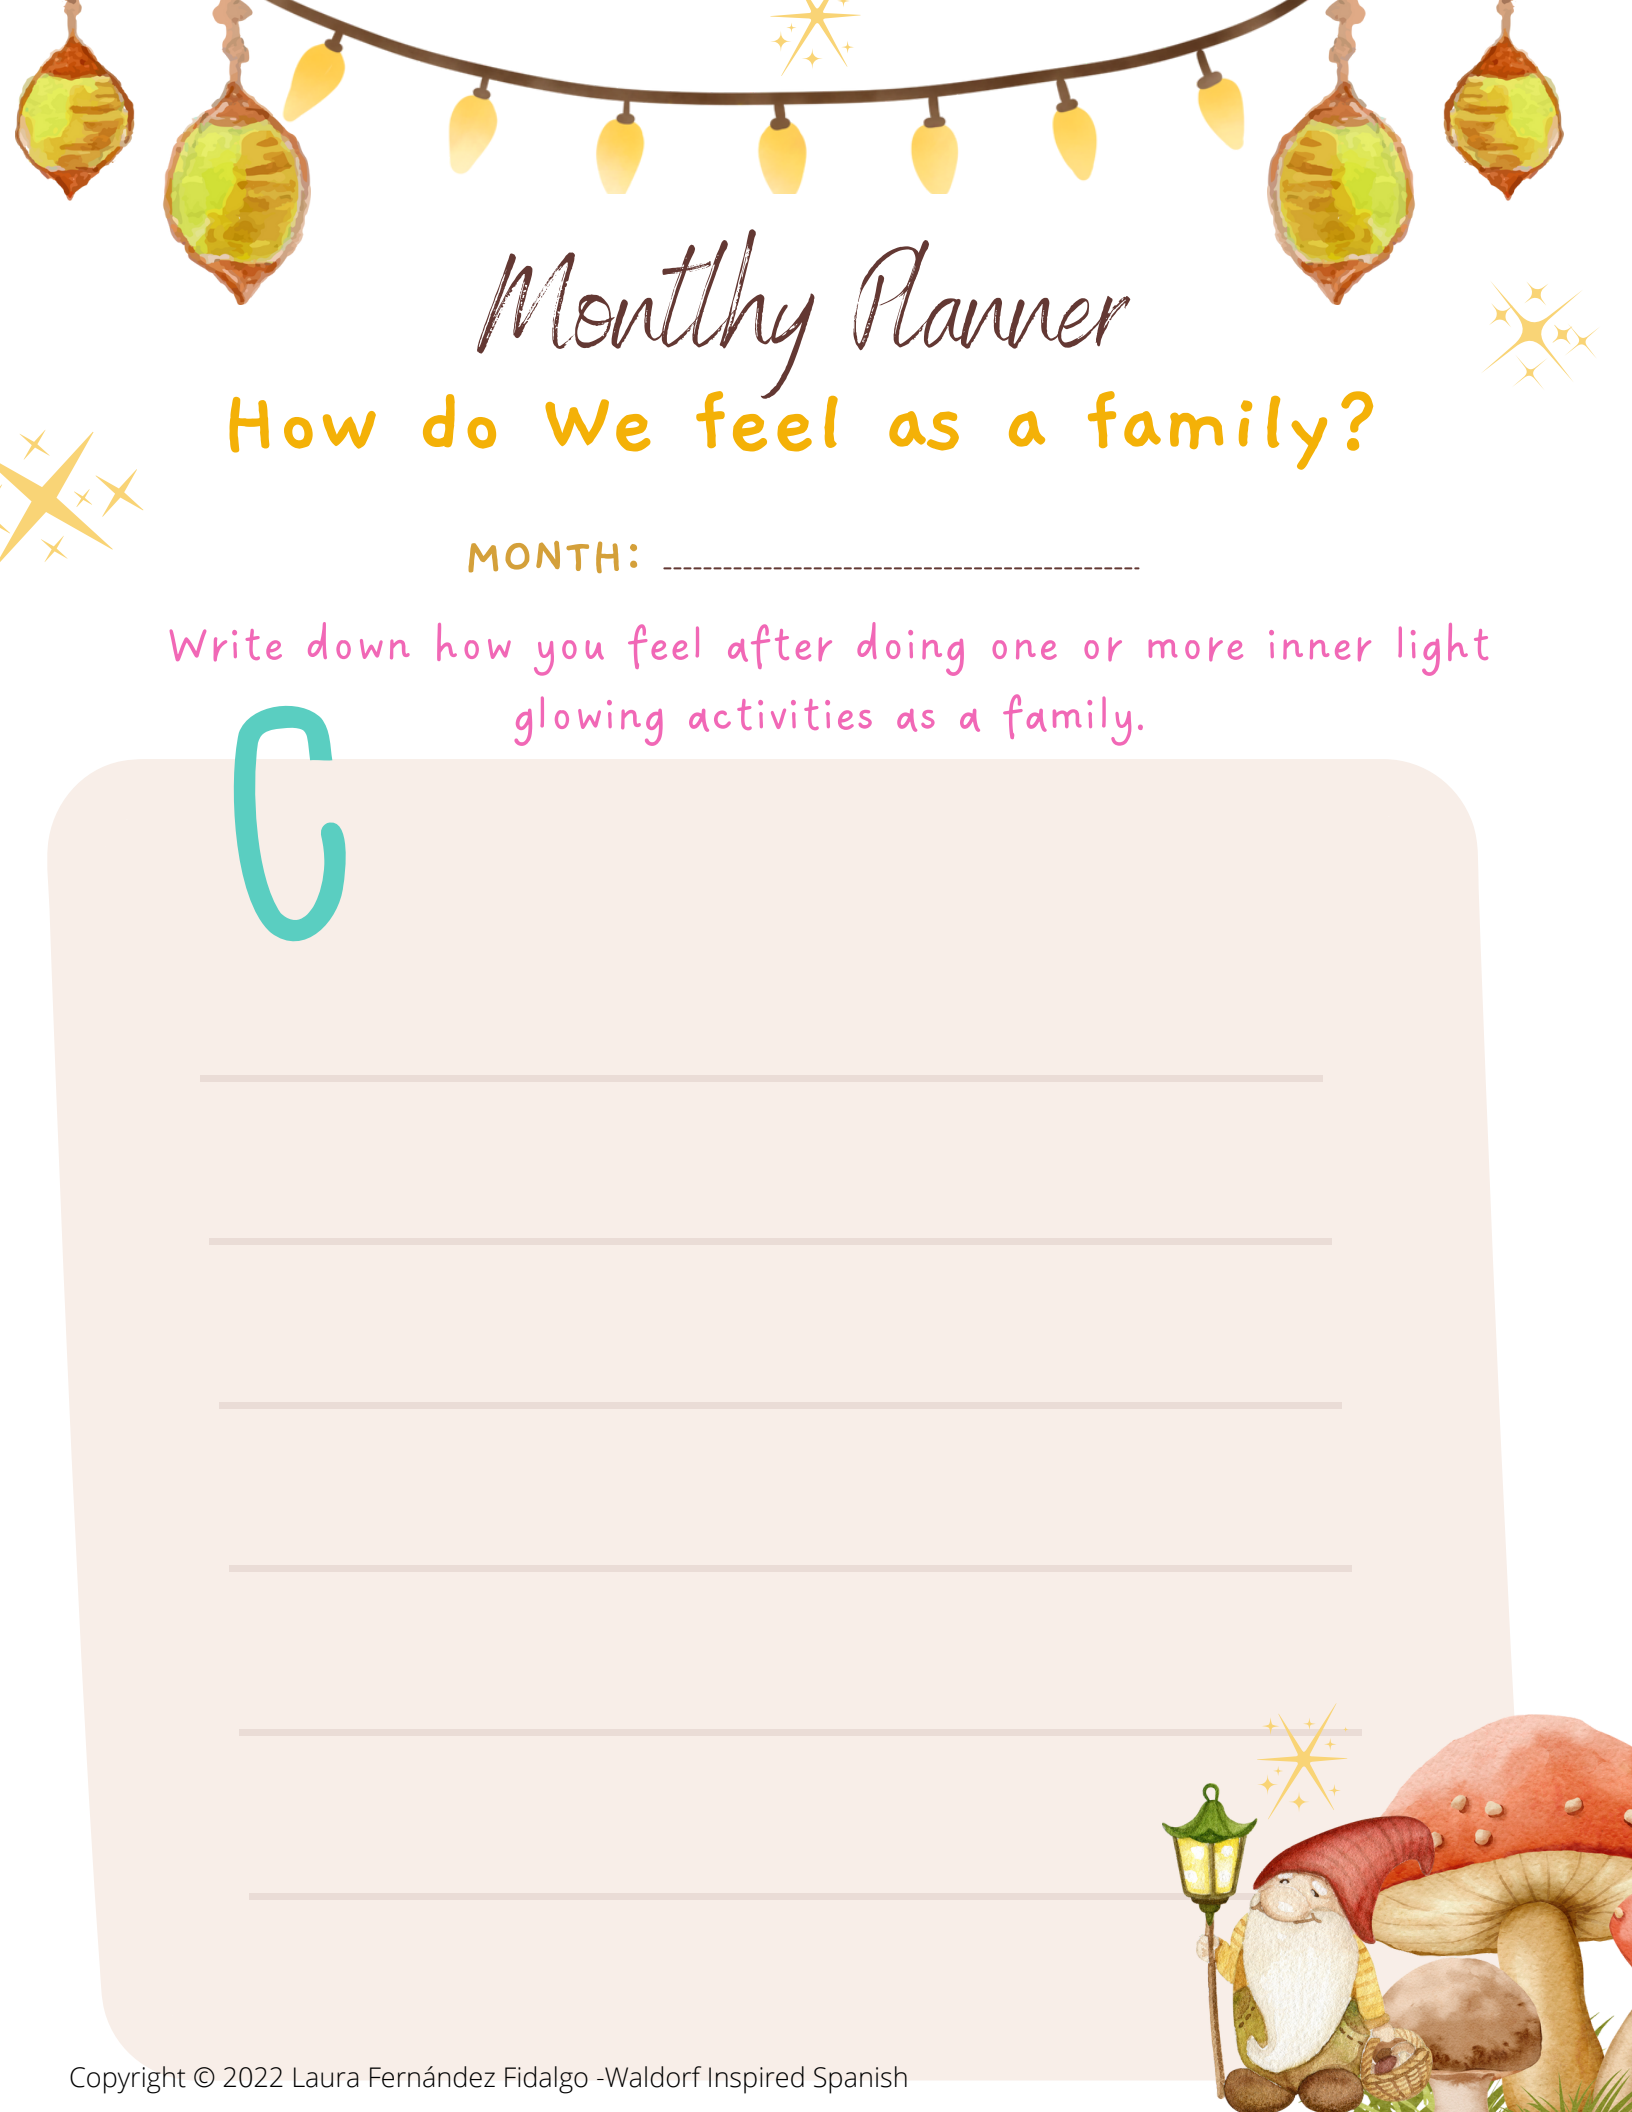 Montlhy Planner
How do We feel as a family?
MONTH: ________________
Write down how you feel after doing one or more inner light
glowing activities as a family.
Copyright © 2022 Laura Fernández Fidalgo -Waldorf Inspired Spanish